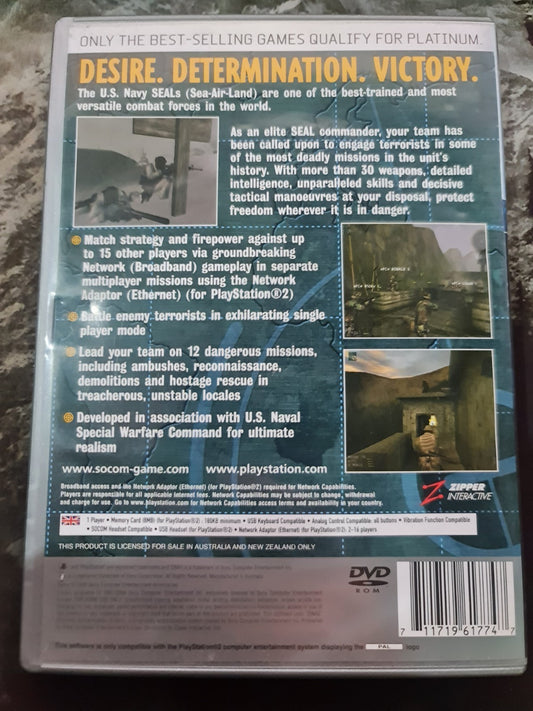 ONLY THE BEST-SELLING GAMES QUALIFY FOR PLATINUM.
DESIRE. DETERMINATION. VICTORY.
The U.S. Navy SEALs (Sea-Air-Land) are one of the best-trained and most
versatile combat forces in the world.
As an elite SEAL commander, your team has
been called upon to engage terrorists in some
of the most deadly missions in the unit's
history. With more than 30 weapons, detailed
intelligence, unparalleled skills and decisive
tactical manoeuvres at your disposal, protect
freedom wherever it is in danger.
Match strategy and firepower against up
to 15 other players via groundbreaking
Network (Broadband) gameplay in separate
multiplayer missions using the Network
Adaptor (Ethernet) (for PlayStation®2)
Battle enemy terrorists in exhilarating single
player mode
Lead your team on 12 dangerous missions,
including ambushes, reconnaissance,
demolitions and hostage rescue in
treacherous, unstable locales
Developed in association with U.S. Naval
Special Warfare Command for ultimate
realism
www.socom-game.com www.playstation.com
ZIPPER
INTERACTIVE
Broadband access and the Network Adaptor (Ethernet) (for PlayStation®2) required for Network Capabilities.
Players are responsible for all applicable Internet fees. Network Capabilities may be subject to change, withdrawal
and charge for use. Go to www.playstation.com for Network Capabilities access terms and availability in your country.
1 Player • Memory Card (8MB) (for PlayStation®2) : 180KB minimum • USB Keyboard Compatible • Analog Control Compatible: all buttons • Vibration Function Compatible
• SOCOM Headset Compatible • USB Headset (for PlayStation®2) • Network Adaptor (Ethernet) (for PlayStation®2): 2-16 players
THIS PRODUCT IS LICENSED FOR SALE IN AUSTRALIA AND NEW ZEALAND ONLY
DVD
ROM
7 11719 61774 7
This software is only compatible with the PlayStation®2 computer entertainment system displaying the PAL logo